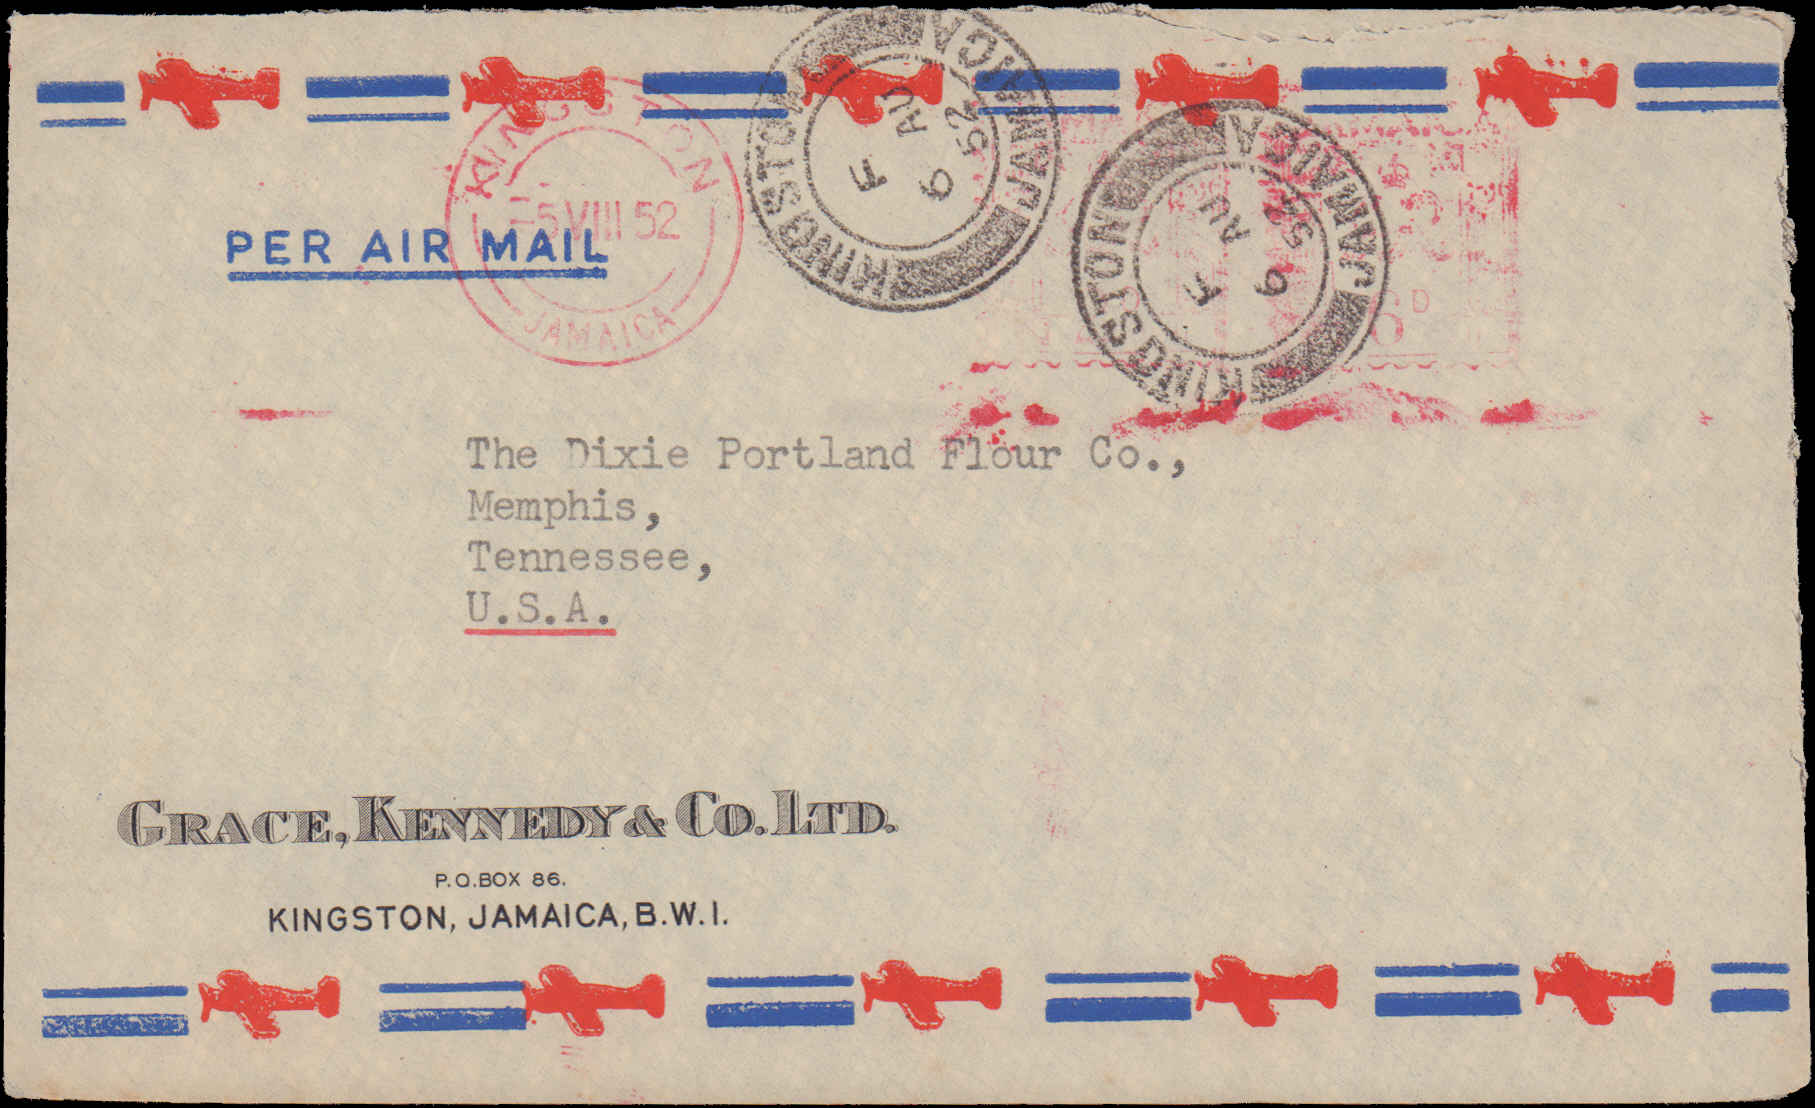 KINGSTON
-5 VIII 52
JAMAICA
KINGSTON JAMAICA
F
6
AU
52
KINGSTON JAMAICA
F
6
AU
52
6D
PER AIR MAIL
The Dixie Portland Flour Co.,
Memphis,
Tennessee,
U.S.A.
GRACE, KENNEDY & CO. LTD.
P.O.BOX 86.
KINGSTON, JAMAICA, B.W.I.